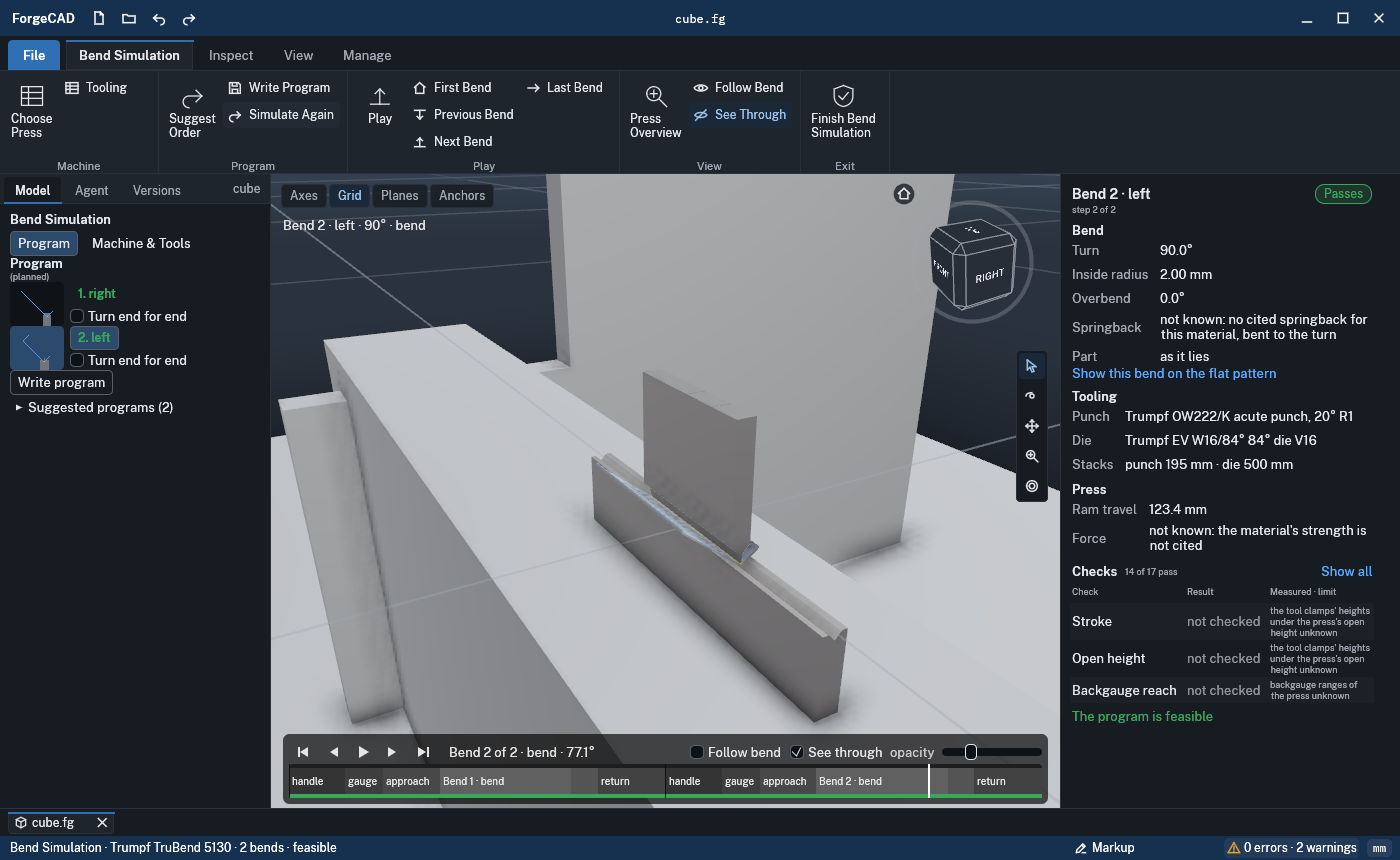 ForgeCAD
cube.fg
File
Bend Simulation
Inspect
View
Manage
Choose Press
Tooling
Machine
Suggest Order
Write Program
Simulate Again
Program
Play
First Bend
Previous Bend
Next Bend
Last Bend
Play
Press Overview
Follow Bend
See Through
View
Finish Bend Simulation
Exit
Model
Agent
Versions
cube
Bend Simulation
Program
Machine & Tools
Program
(planned)
1. right
Turn end for end
2. left
Turn end for end
Write program
Suggested programs (2)
Axes
Grid
Planes
Anchors
Bend 2 · left · 90° · bend
FRONT
RIGHT
Bend 2 of 2 · bend · 77.1°
Follow bend
See through
opacity
handle
gauge
approach
Bend 1 · bend
return
handle
gauge
approach
Bend 2 · bend
return
Bend 2 · left
Passes
step 2 of 2
Bend
Turn 90.0°
Inside radius 2.00 mm
Overbend 0.0°
Springback not known: no cited springback for
this material, bent to the turn
Part as it lies
Show this bend on the flat pattern
Tooling
Punch Trumpf OW222/K acute punch, 20° R1
Die Trumpf EV W16/84° 84° die V16
Stacks punch 195 mm · die 500 mm
Press
Ram travel 123.4 mm
Force not known: the material's strength is
not cited
Checks 14 of 17 pass Show all
Check Result Measured · limit
Stroke not checked the tool clamps' heights
under the press's open
height unknown
Open height not checked the tool clamps' heights
under the press's open
height unknown
Backgauge reach not checked backgauge ranges of
the press unknown
The program is feasible
cube.fg
Bend Simulation · Trumpf TruBend 5130 · 2 bends · feasible
Markup
0 errors · 2 warnings
mm